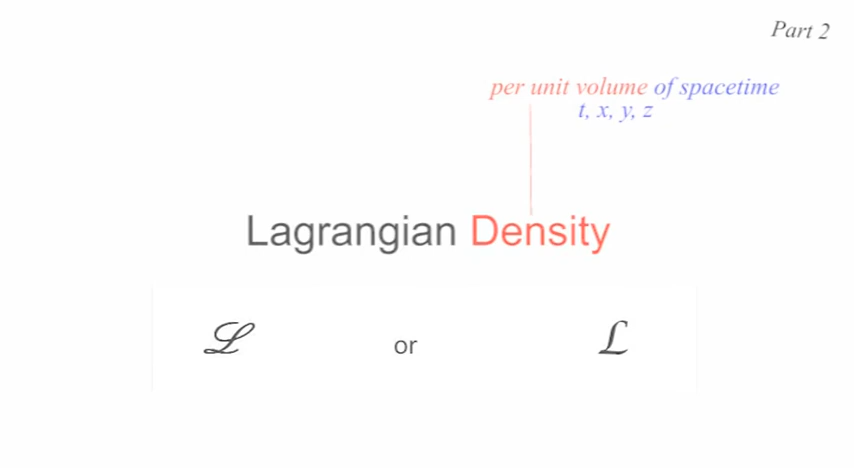 Part 2
per unit volume of spacetime
t, x, y, z
Lagrangian Density
ℒ or ℒ